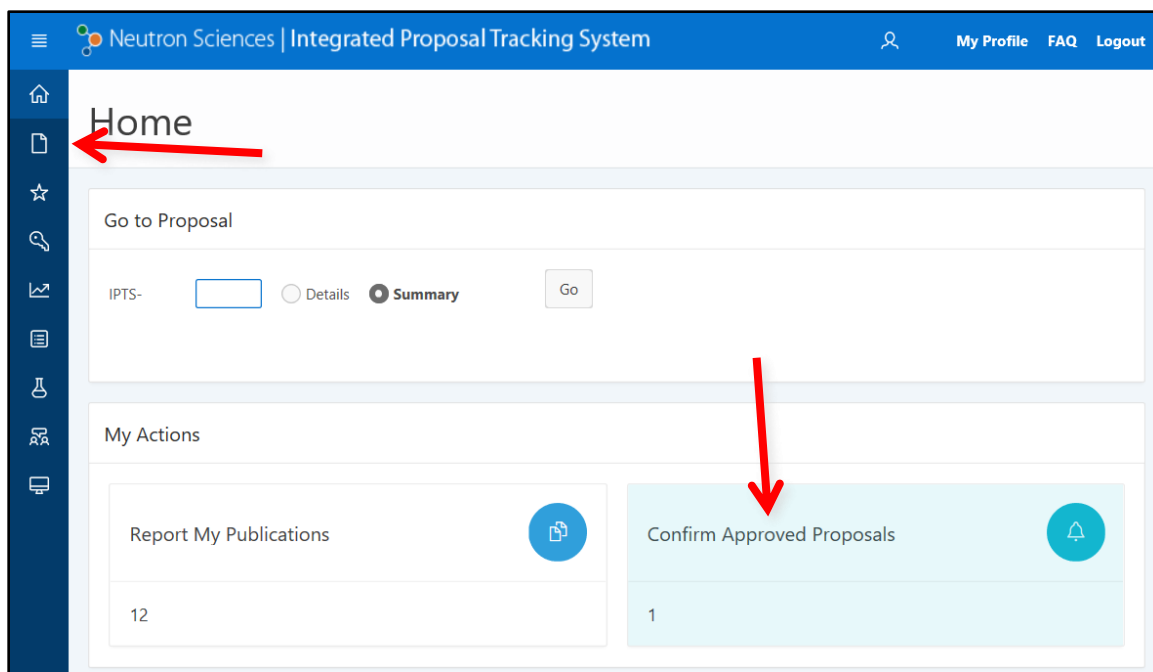 Neutron Sciences | Integrated Proposal Tracking System
My Profile FAQ Logout
Home
Go to Proposal
IPTS- Details Summary Go
My Actions
Report My Publications
Confirm Approved Proposals
12
1